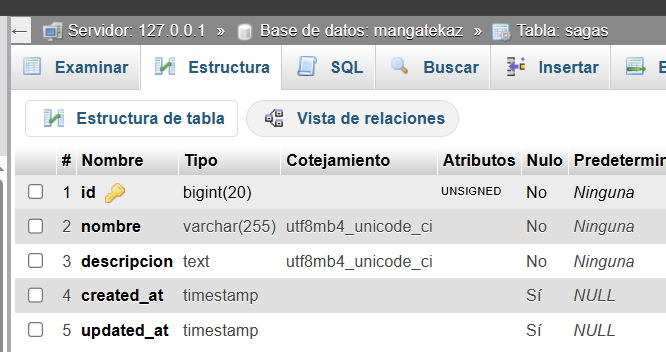 ← Servidor: 127.0.0.1 » Base de datos: mangatekaz » Tabla: sagas
Examinar Estructura SQL Buscar Insertar E
Estructura de tabla Vista de relaciones
# Nombre Tipo Cotejamiento Atributos Nulo Predetermin
1 id bigint(20) UNSIGNED No Ninguna
2 nombre varchar(255) utf8mb4_unicode_ci No Ninguna
3 descripcion text utf8mb4_unicode_ci No Ninguna
4 created_at timestamp Sí NULL
5 updated_at timestamp Sí NULL